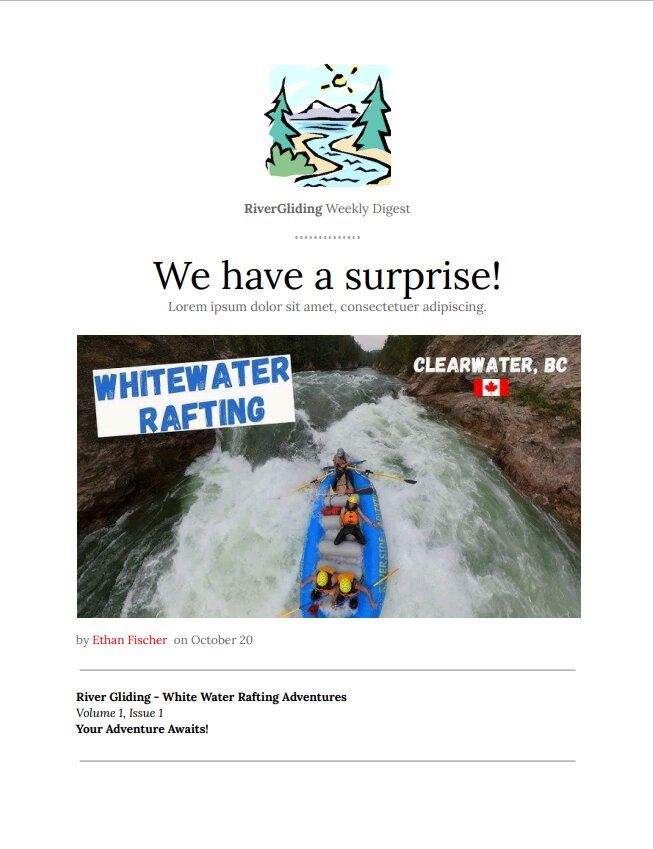 RiverGliding Weekly Digest
We have a surprise!
Lorem ipsum dolor sit amet, consectetuer adipiscing.
WHITEWATER
RAFTING
CLEARWATER, BC
by Ethan Fischer on October 20
River Gliding - White Water Rafting Adventures
Volume 1, Issue 1
Your Adventure Awaits!